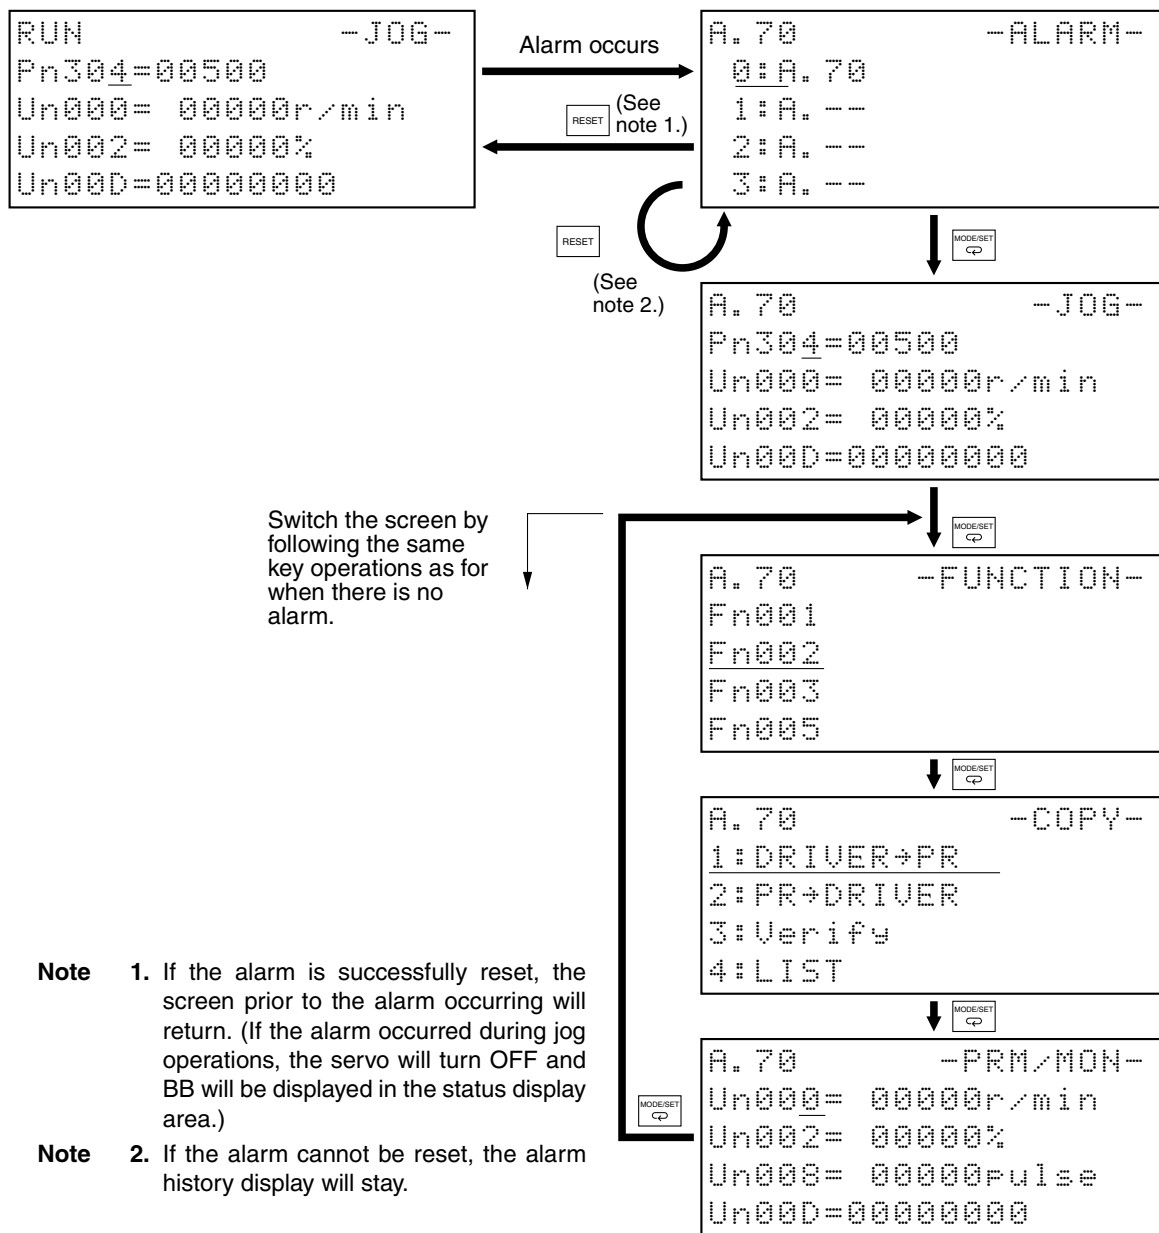 RUN -JOG-
Pn304=00500
Un000= 00000r/min
Un002= 00000%
Un00D=00000000
Alarm occurs
RESET
(See
note 1.)
A.70 -ALARM-
0:A.70
1:A.--
2:A.--
3:A.--
RESET
(See
note 2.)
MODE/SET
A.70 -JOG-
Pn304=00500
Un000= 00000r/min
Un002= 00000%
Un00D=00000000
Switch the screen by
following the same
key operations as for
when there is no
alarm.
MODE/SET
A.70 -FUNCTION-
Fn001
Fn002
Fn003
Fn005
MODE/SET
A.70 -COPY-
1:DRIVER→PR
2:PR→DRIVER
3:Verify
4:LIST
MODE/SET
A.70 -PRM/MON-
Un000= 00000r/min
Un002= 00000%
Un008= 00000pulse
Un00D=00000000
MODE/SET
Note 1. If the alarm is successfully reset, the
screen prior to the alarm occurring will
return. (If the alarm occurred during jog
operations, the servo will turn OFF and
BB will be displayed in the status display
area.)
Note 2. If the alarm cannot be reset, the alarm
history display will stay.